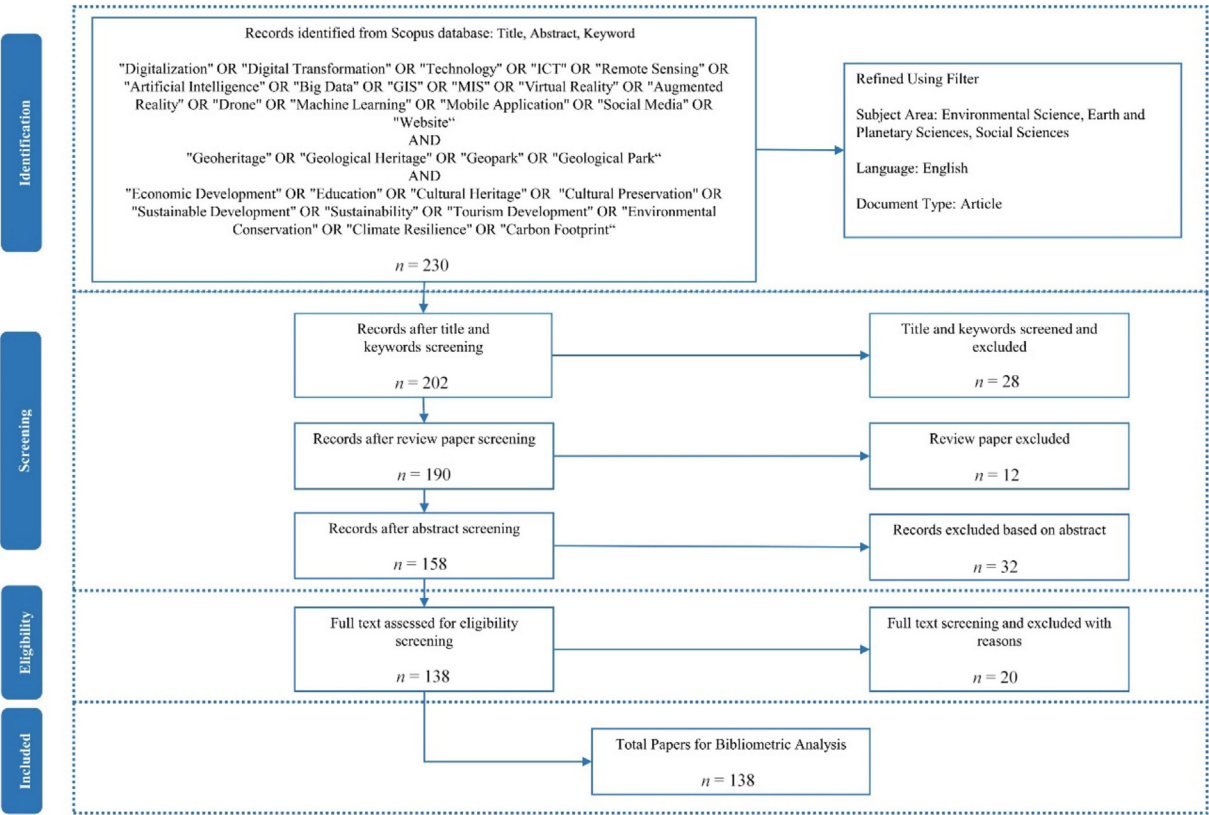 Identification
Records identified from Scopus database: Title, Abstract, Keyword
"Digitalization" OR "Digital Transformation" OR "Technology" OR "ICT" OR "Remote Sensing" OR
"Artificial Intelligence" OR "Big Data" OR "GIS" OR "MIS" OR "Virtual Reality" OR "Augmented
Reality" OR "Drone" OR "Machine Learning" OR "Mobile Application" OR "Social Media" OR
"Website“
AND
"Geoheritage" OR "Geological Heritage" OR "Geopark" OR "Geological Park“
AND
"Economic Development" OR "Education" OR "Cultural Heritage" OR "Cultural Preservation" OR
"Sustainable Development" OR "Sustainability" OR "Tourism Development" OR "Environmental
Conservation" OR "Climate Resilience" OR "Carbon Footprint“
n = 230
Refined Using Filter
Subject Area: Environmental Science, Earth and
Planetary Sciences, Social Sciences
Language: English
Document Type: Article
Screening
Records after title and
keywords screening
n = 202
Title and keywords screened and
excluded
n = 28
Records after review paper screening
n = 190
Review paper excluded
n = 12
Records after abstract screening
n = 158
Records excluded based on abstract
n = 32
Eligibility
Full text assessed for eligibility
screening
n = 138
Full text screening and excluded with
reasons
n = 20
Included
Total Papers for Bibliometric Analysis
n = 138